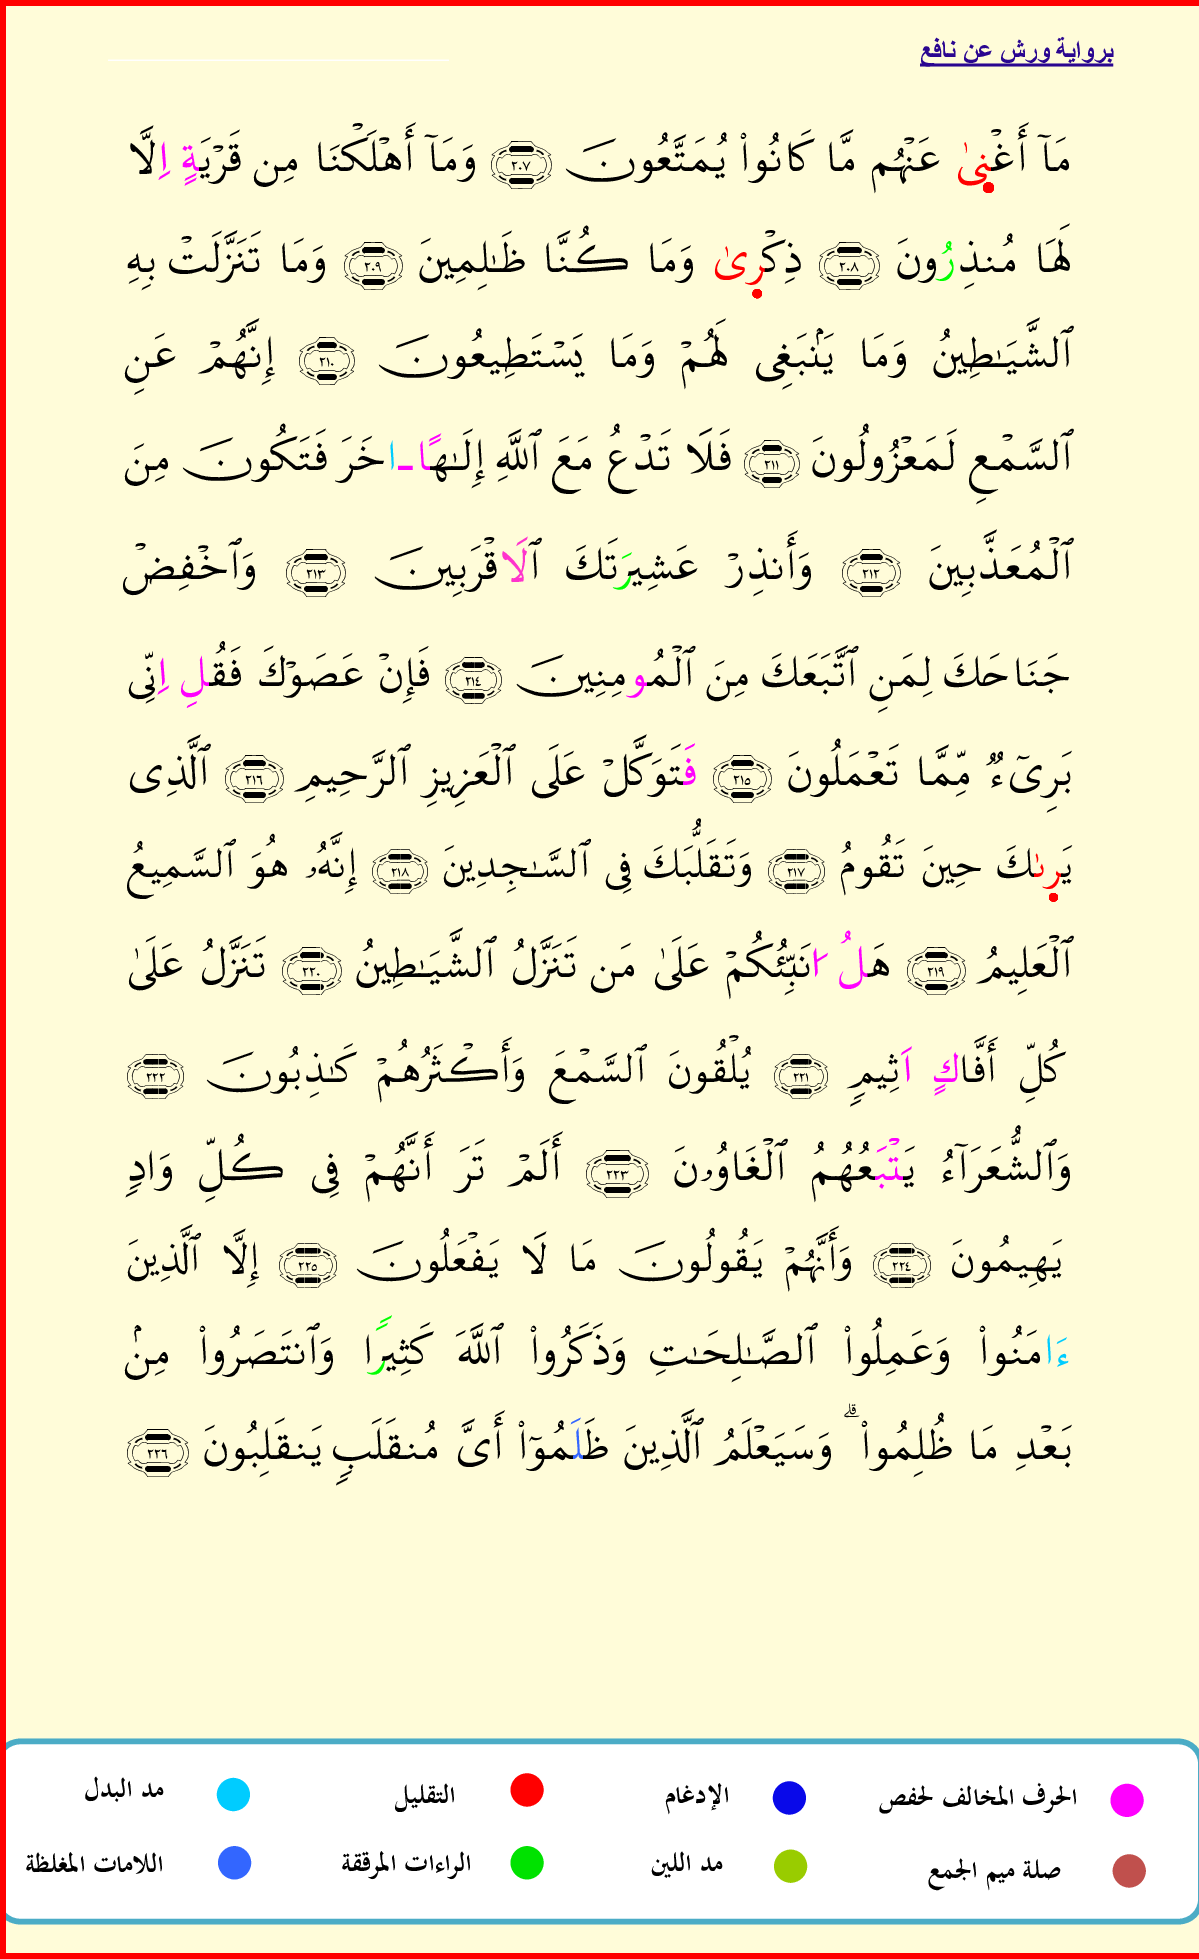 برواية ورش عن نافع
مَآ أَغْنِىٰ عَنْهُم مَّا كَانُواْ يُمَتَّعُونَ ٢٠٧ وَمَآ أَهْلَكْنَا مِن قَرْيَةٍ اِلَّا
لَهَا مُنذِرُونَ ٢٠٨ ذِكْرِىٰ وَمَا كُنَّا ظَٰلِمِينَ ٢٠٩ وَمَا تَنَزَّلَتْ بِهِ
ٱلشَّيَٰطِينُ وَمَا يَنۢبَغِى لَهُمْ وَمَا يَسْتَطِيعُونَ ٢١٠ إِنَّهُمْ عَنِ
ٱلسَّمْعِ لَمَعْزُولُونَ ٢١١ فَلَا تَدْعُ مَعَ ٱللَّهِ إِلَٰهًا ـاخَرَ فَتَكُونَ مِنَ
ٱلْمُعَذَّبِينَ ٢١٢ وَأَنذِرْ عَشِيرَتَكَ ٱلَاقْرَبِينَ ٢١٣ وَٱخْفِضْ
جَنَاحَكَ لِمَنِ ٱتَّبَعَكَ مِنَ ٱلْمُومِنِينَ ٢١٤ فَإِنْ عَصَوْكَ فَقُلِ اِنِّى
بَرِىٓءٌ مِّمَّا تَعْمَلُونَ ٢١٥ فَتَوَكَّلْ عَلَى ٱلْعَزِيزِ ٱلرَّحِيمِ ٢١٦ ٱلَّذِى
يَرِىٰكَ حِينَ تَقُومُ ٢١٧ وَتَقَلُّبَكَ فِى ٱلسَّٰجِدِينَ ٢١٨ إِنَّهُۥ هُوَ ٱلسَّمِيعُ
ٱلْعَلِيمُ ٢١٩ هَلُ انَبِّئُكُمْ عَلَىٰ مَن تَنَزَّلُ ٱلشَّيَٰطِينُ ٢٢٠ تَنَزَّلُ عَلَىٰ
كُلِّ أَفَّاكٍ اَثِيمٍ ٢٢١ يُلْقُونَ ٱلسَّمْعَ وَأَكْثَرُهُمْ كَٰذِبُونَ ٢٢٢
وَٱلشُّعَرَآءُ يَتْبَعُهُمُ ٱلْغَاوُۥنَ ٢٢٣ أَلَمْ تَرَ أَنَّهُمْ فِى كُلِّ وَادٍ
يَهِيمُونَ ٢٢٤ وَأَنَّهُمْ يَقُولُونَ مَا لَا يَفْعَلُونَ ٢٢٥ إِلَّا ٱلَّذِينَ
ءَامَنُواْ وَعَمِلُواْ ٱلصَّٰلِحَٰتِ وَذَكَرُواْ ٱللَّهَ كَثِيرًا وَٱنتَصَرُواْ مِنۢ
بَعْدِ مَا ظُلِمُواْ ۗ وَسَيَعْلَمُ ٱلَّذِينَ ظَلَمُوٓاْ أَىَّ مُنقَلَبٍ يَنقَلِبُونَ ٢٢٦
الحرف المخالف لحفص الإدغام التقليل مد البدل
صلة ميم الجمع مد اللين الراءات المرققة اللامات المغلظة